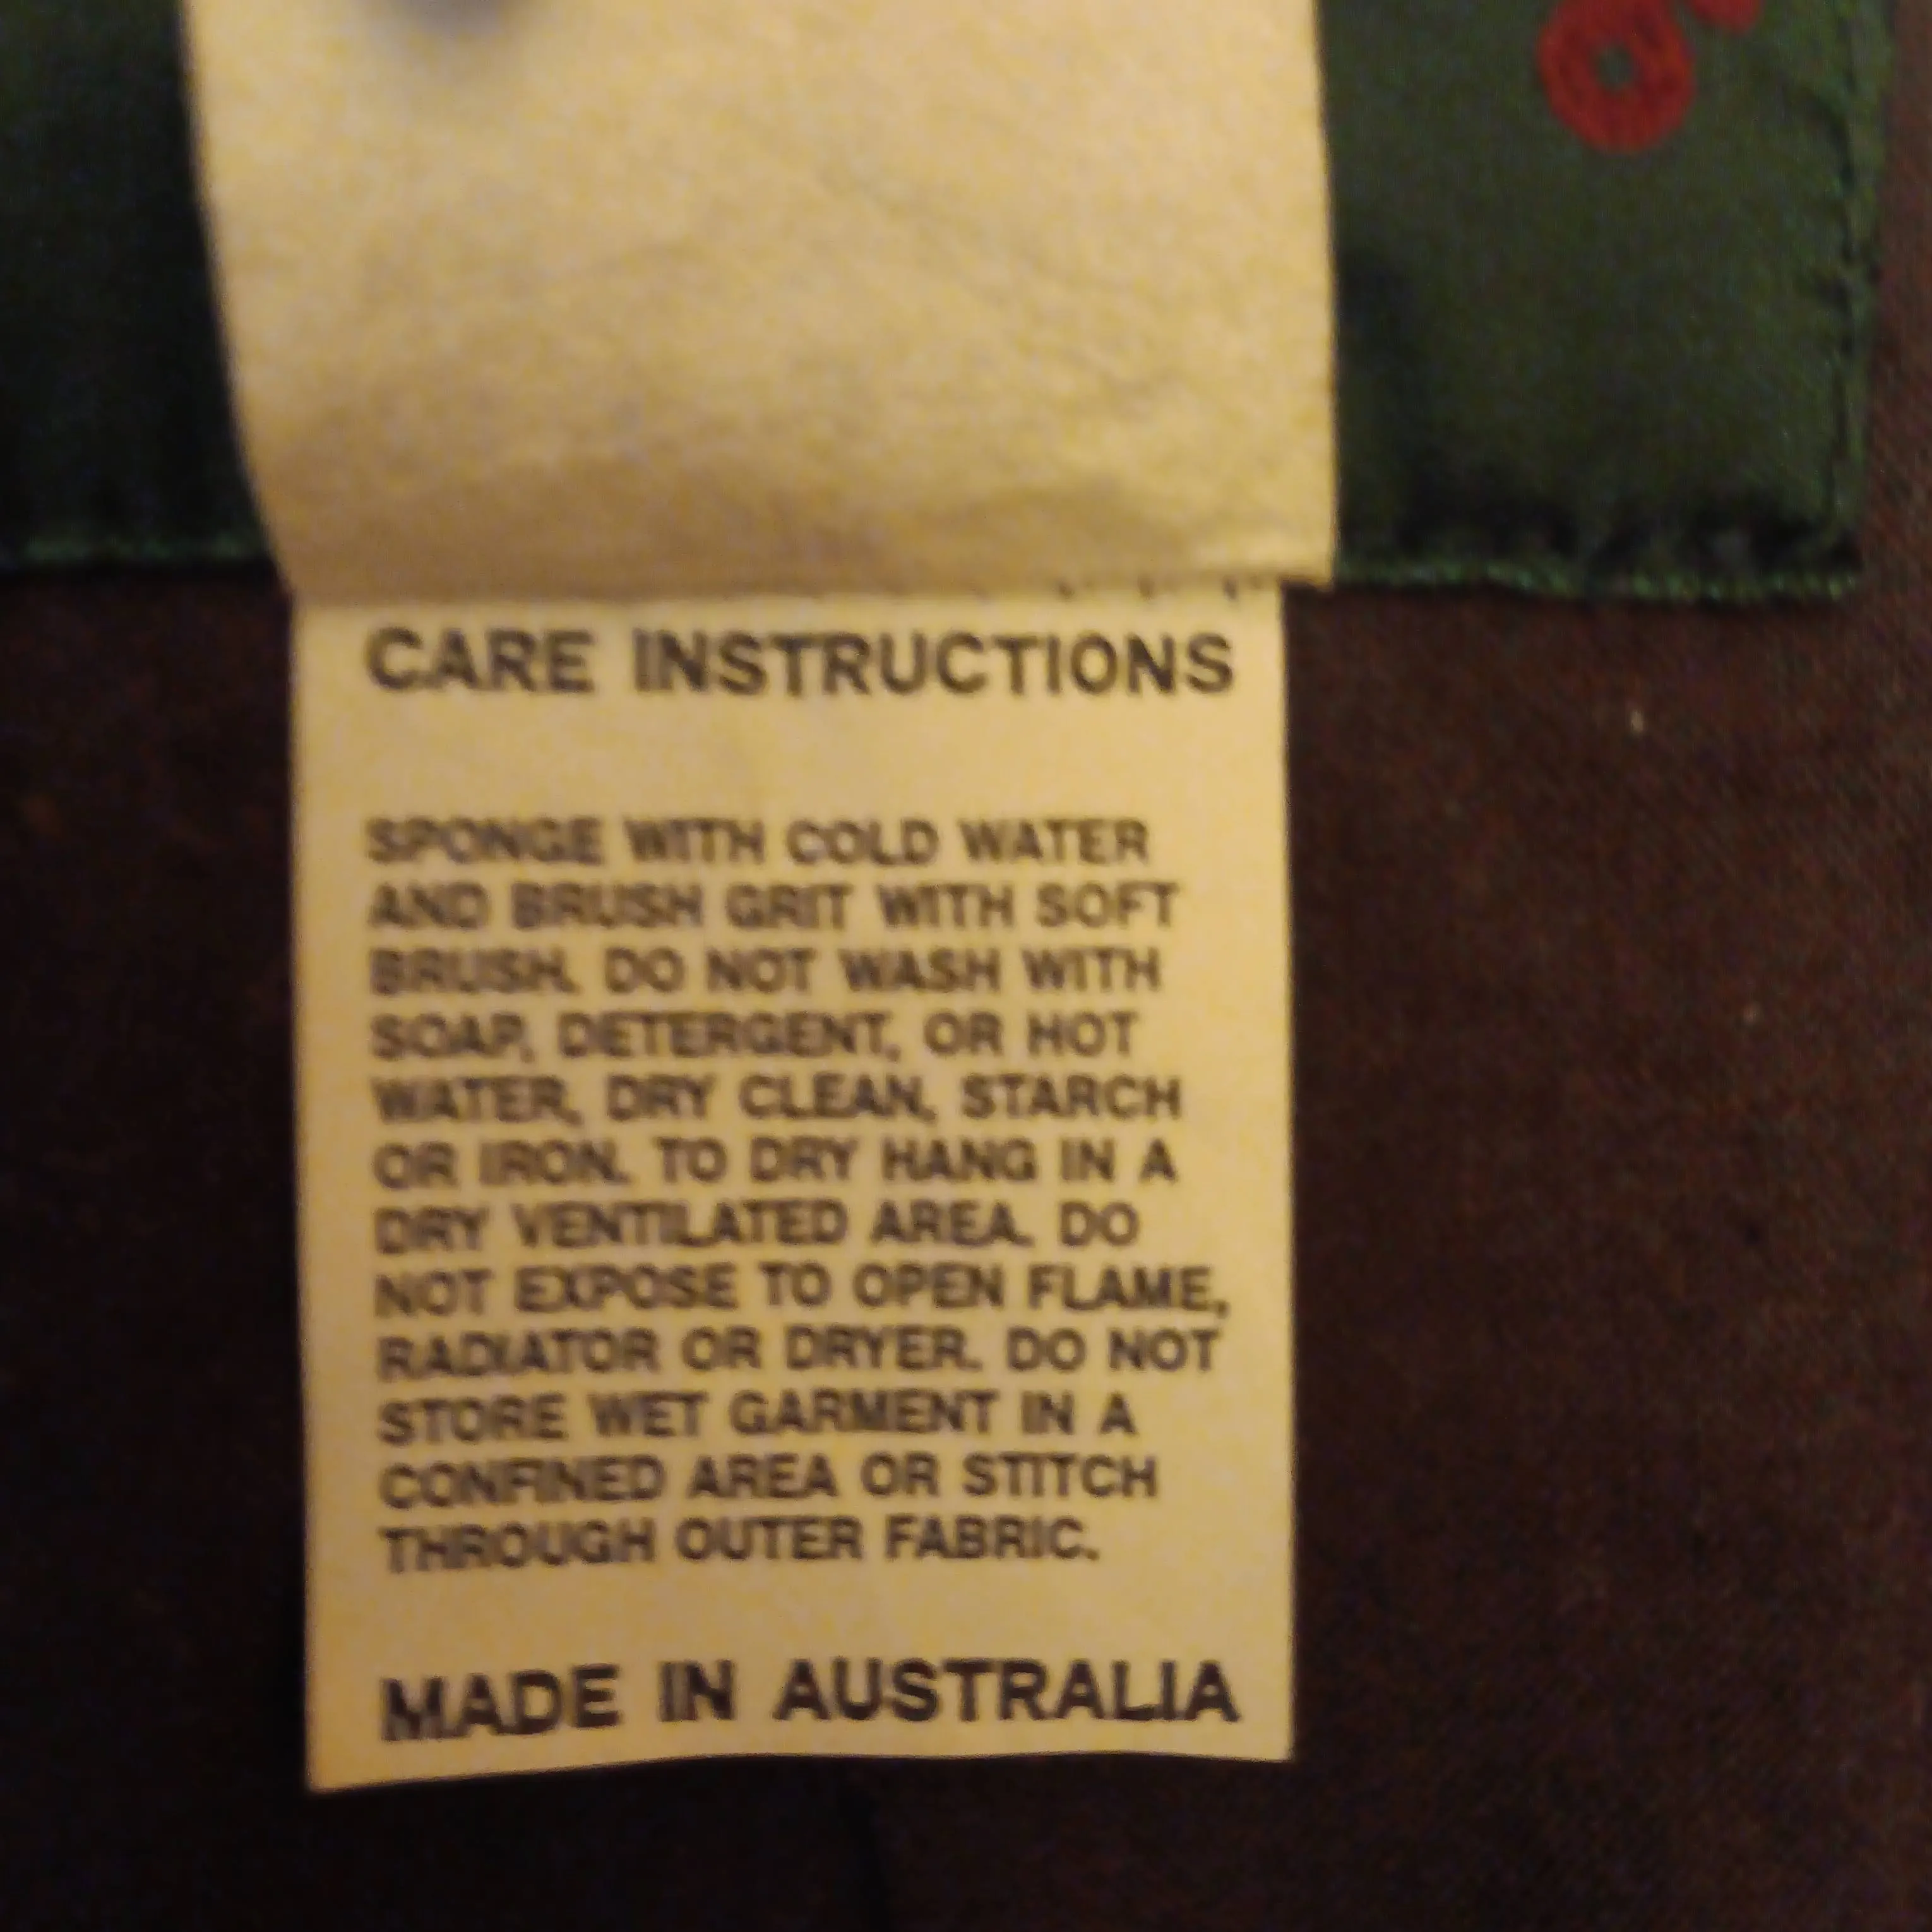 CARE INSTRUCTIONS
SPONGE WITH COLD WATER
AND BRUSH GRIT WITH SOFT
BRUSH. DO NOT WASH WITH
SOAP, DETERGENT, OR HOT
WATER, DRY CLEAN, STARCH
OR IRON. TO DRY HANG IN A
DRY VENTILATED AREA. DO
NOT EXPOSE TO OPEN FLAME,
RADIATOR OR DRYER. DO NOT
STORE WET GARMENT IN A
CONFINED AREA OR STITCH
THROUGH OUTER FABRIC.
MADE IN AUSTRALIA